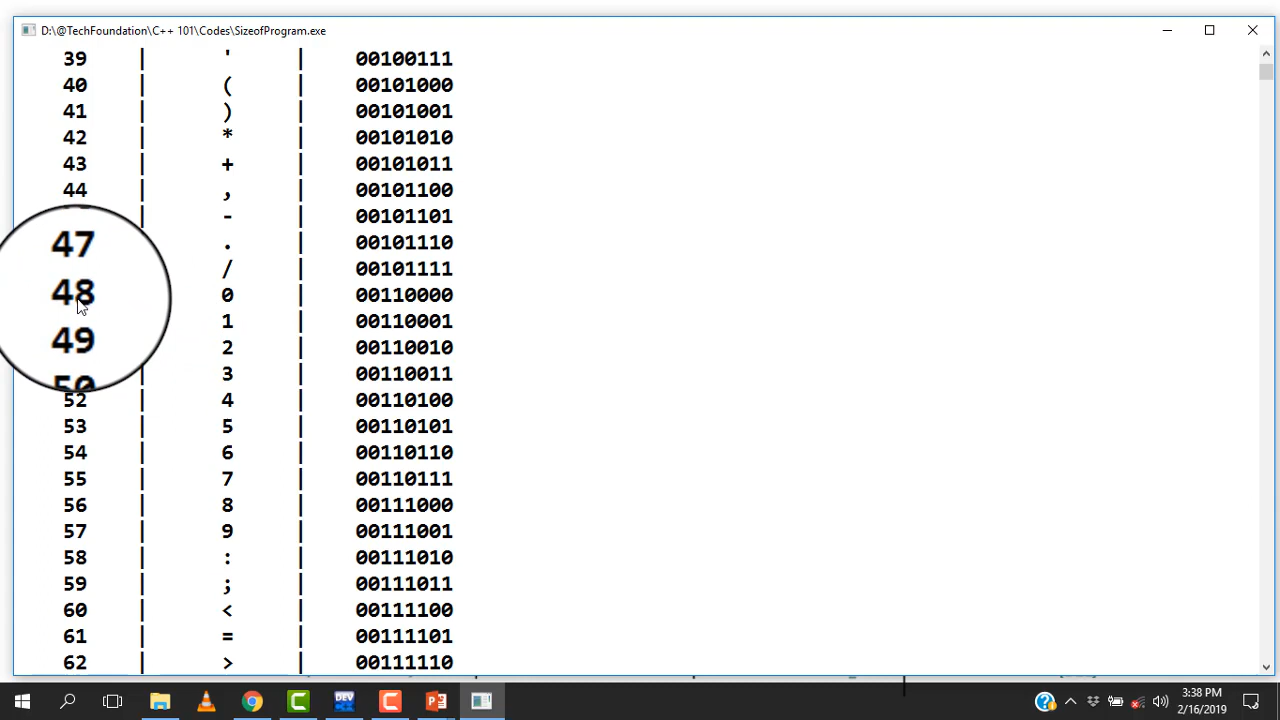 D:\@TechFoundation\C++ 101\Codes\SizeofProgram.exe
39 | ' | 00100111
40 | ( | 00101000
41 | ) | 00101001
42 | * | 00101010
43 | + | 00101011
44 | , | 00101100
| - | 00101101
47 | . | 00101110
| / | 00101111
48 | 0 | 00110000
| 1 | 00110001
49 | 2 | 00110010
50 | 3 | 00110011
52 | 4 | 00110100
53 | 5 | 00110101
54 | 6 | 00110110
55 | 7 | 00110111
56 | 8 | 00111000
57 | 9 | 00111001
58 | : | 00111010
59 | ; | 00111011
60 | < | 00111100
61 | = | 00111101
62 | > | 00111110
DEV
3:38 PM
2/16/2019